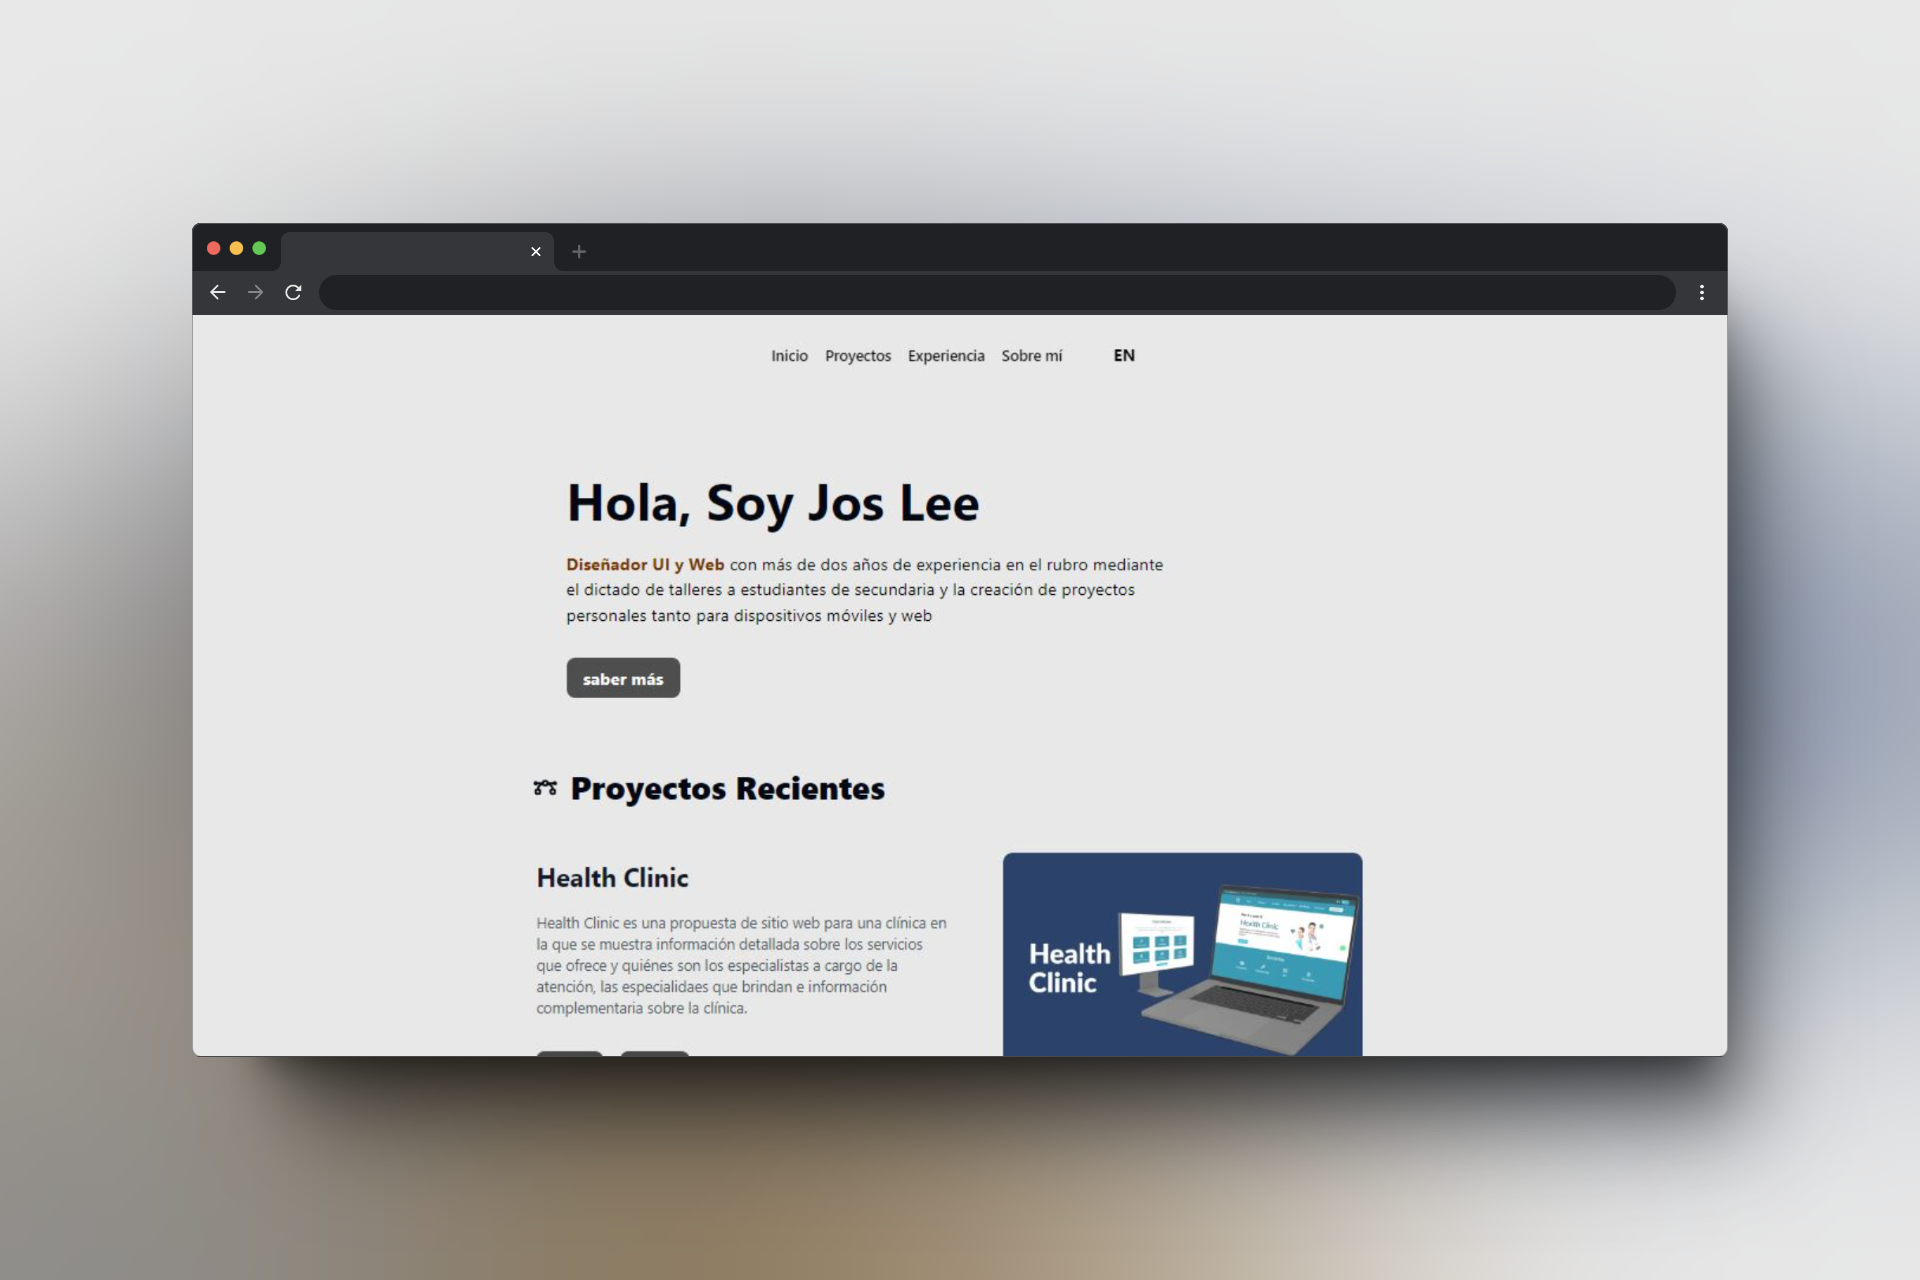 Inicio Proyectos Experiencia Sobre mí EN
Hola, Soy Jos Lee
Diseñador UI y Web con más de dos años de experiencia en el rubro mediante
el dictado de talleres a estudiantes de secundaria y la creación de proyectos
personales tanto para dispositivos móviles y web
saber más
Proyectos Recientes
Health Clinic
Health Clinic es una propuesta de sitio web para una clínica en
la que se muestra información detallada sobre los servicios
que ofrece y quiénes son los especialistas a cargo de la
atención, las especialidaes que brindan e información
complementaria sobre la clínica.
Health
Clinic
Health Clinic